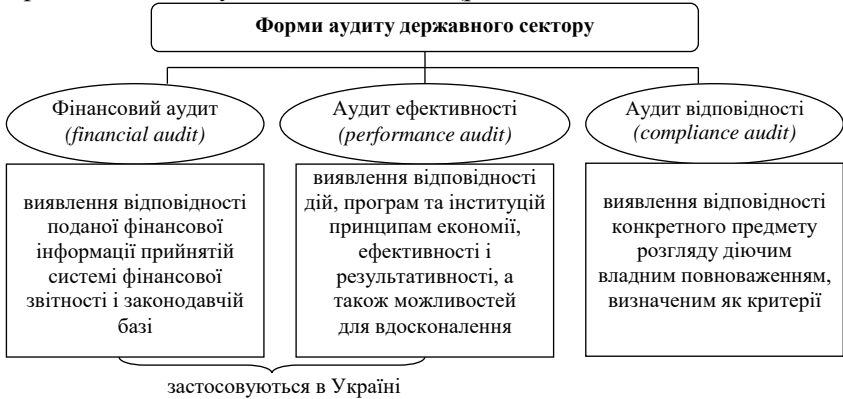 Форми аудиту державного сектору
Фінансовий аудит
(financial audit)
виявлення відповідності
поданої фінансової
інформації прийнятій
системі фінансової
звітності і законодавчій
базі
Аудит ефективності
(performance audit)
виявлення відповідності
дій, програм та інституцій
принципам економії,
ефективності і
результативності, а
також можливостей
для вдосконалення
Аудит відповідності
(compliance audit)
виявлення відповідності
конкретного предмету
розгляду діючим
владним повноваженням,
визначеним як критерії
застосовуються в Україні